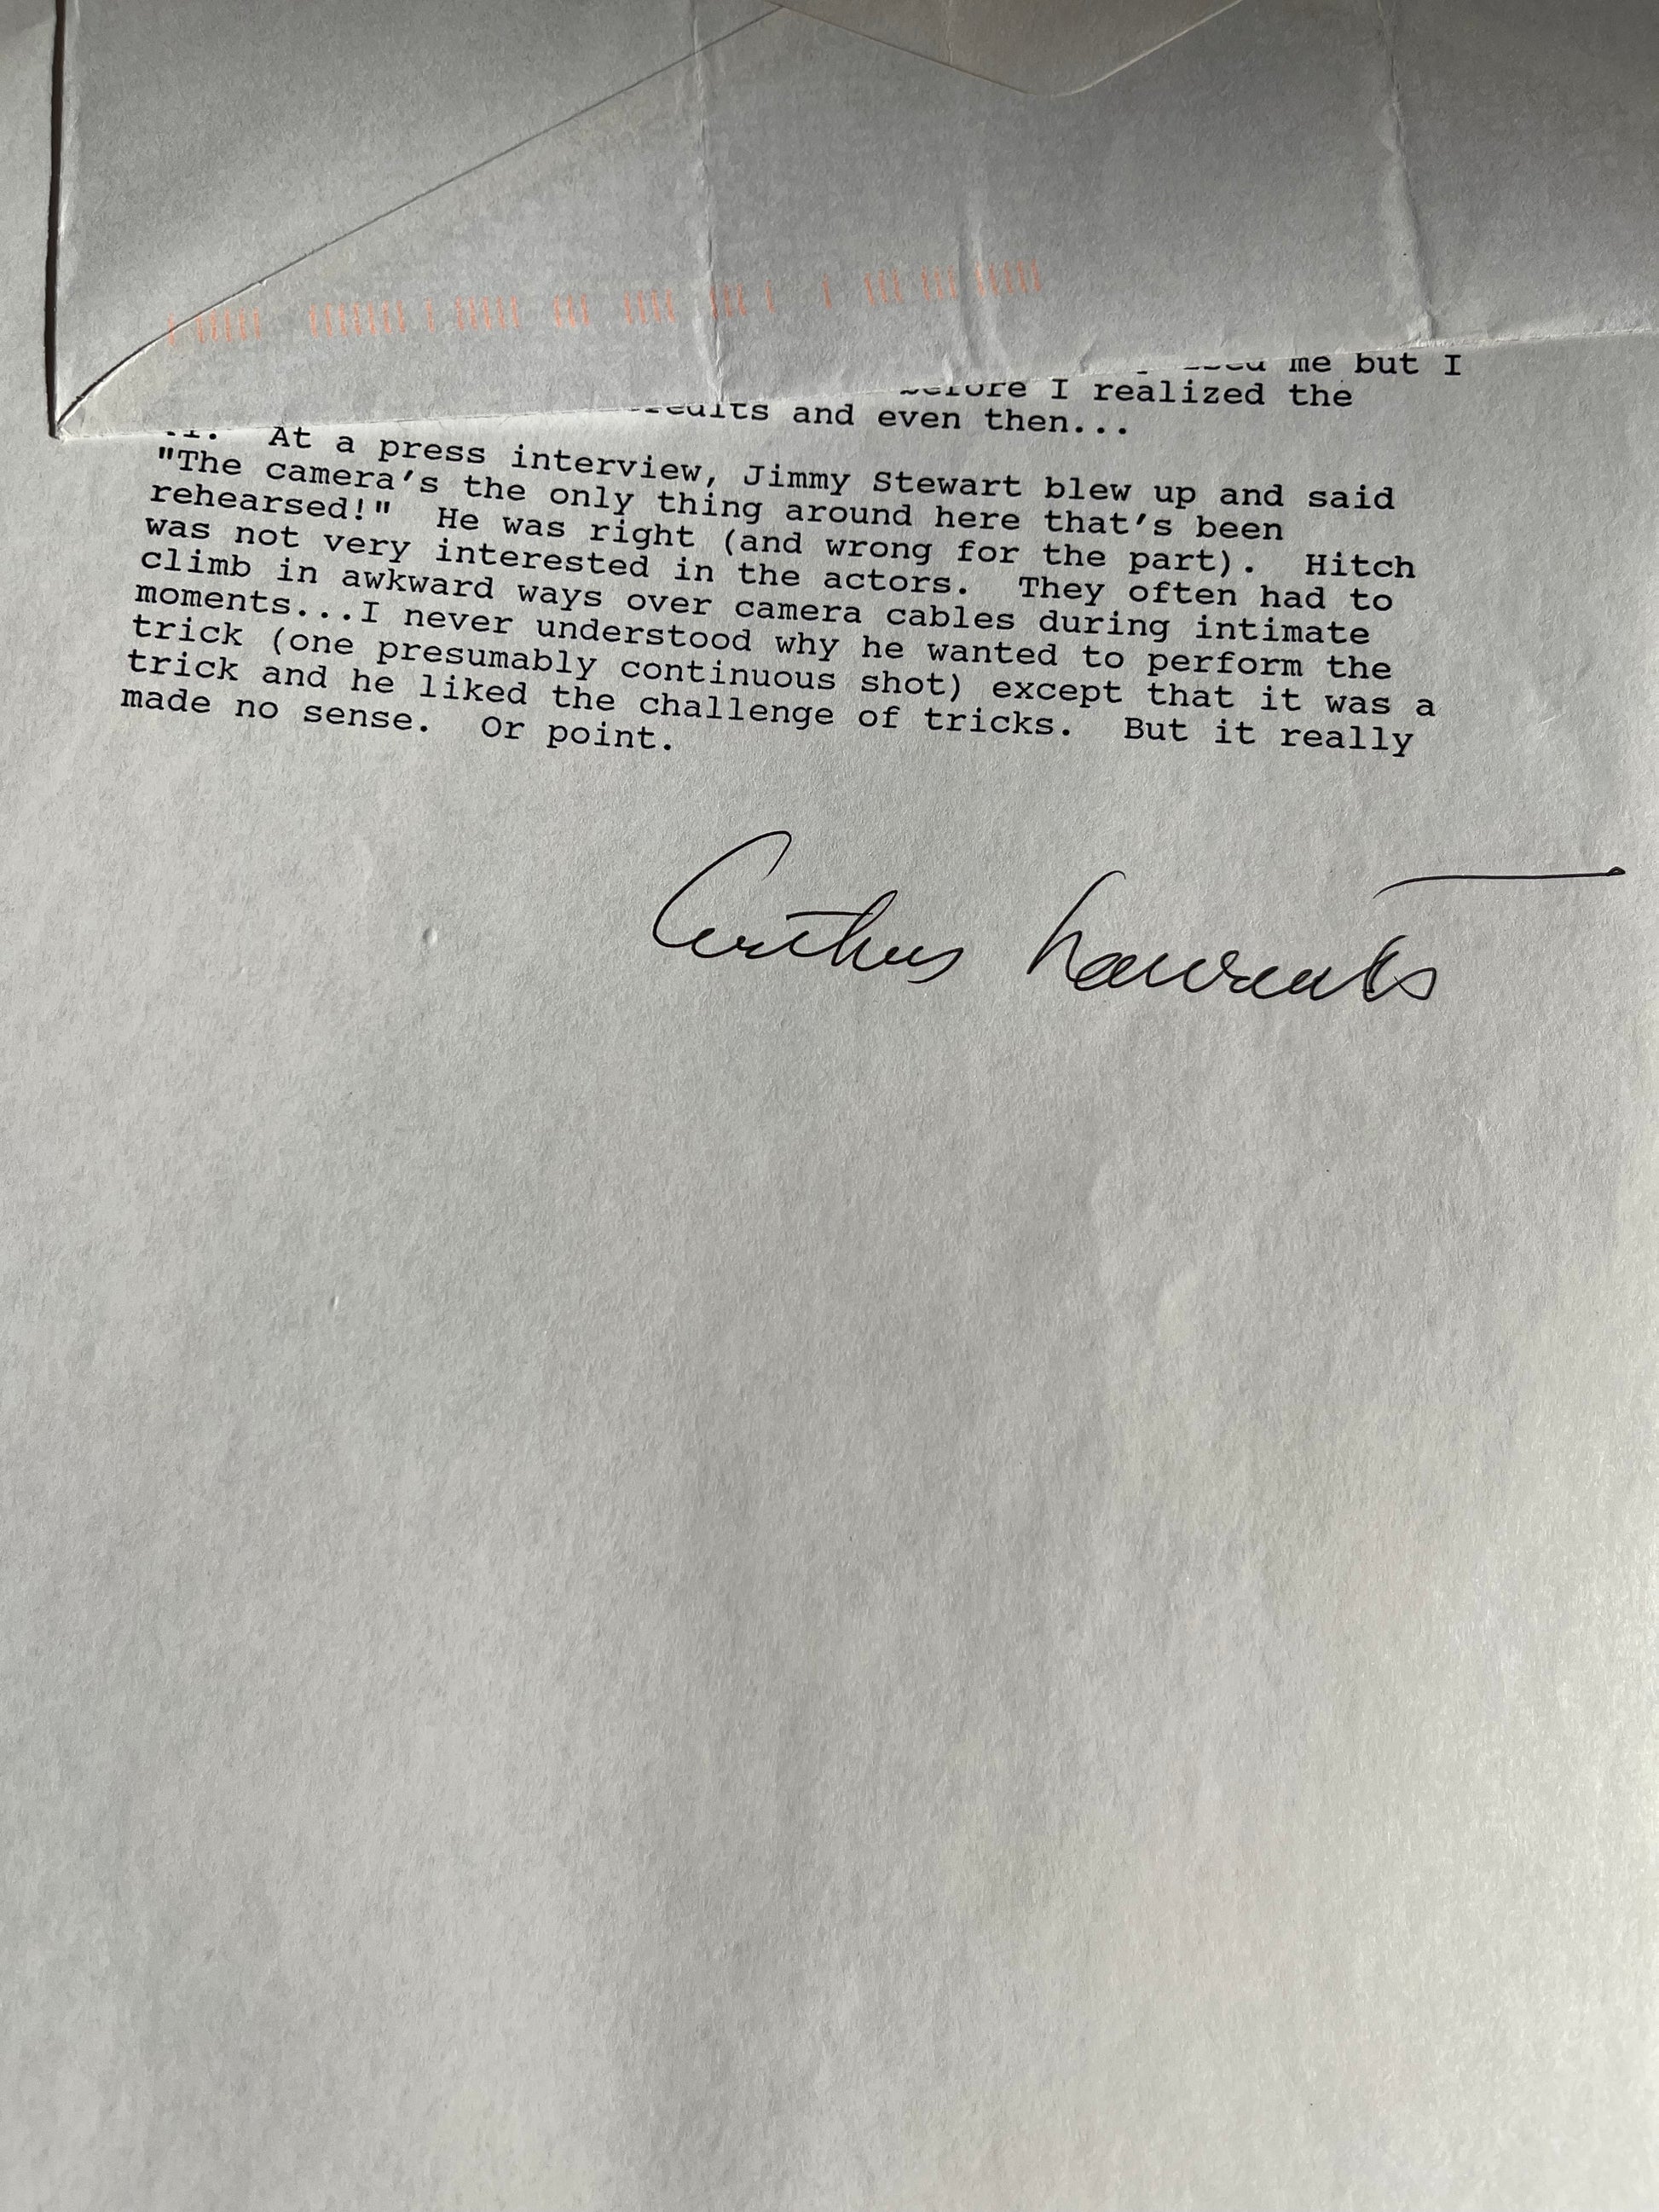 me but I
before I realized the
and even then...
At a press interview, Jimmy Stewart blew up and said
"The camera's the only thing around here that's been
rehearsed!"  He was right (and wrong for the part).  Hitch
was not very interested in the actors.  They often had to
climb in awkward ways over camera cables during intimate
moments...I never understood why he wanted to perform the
trick (one presumably continuous shot) except that it was a
trick and he liked the challenge of tricks.  But it really
made no sense.  Or point.
Arthur Laurents